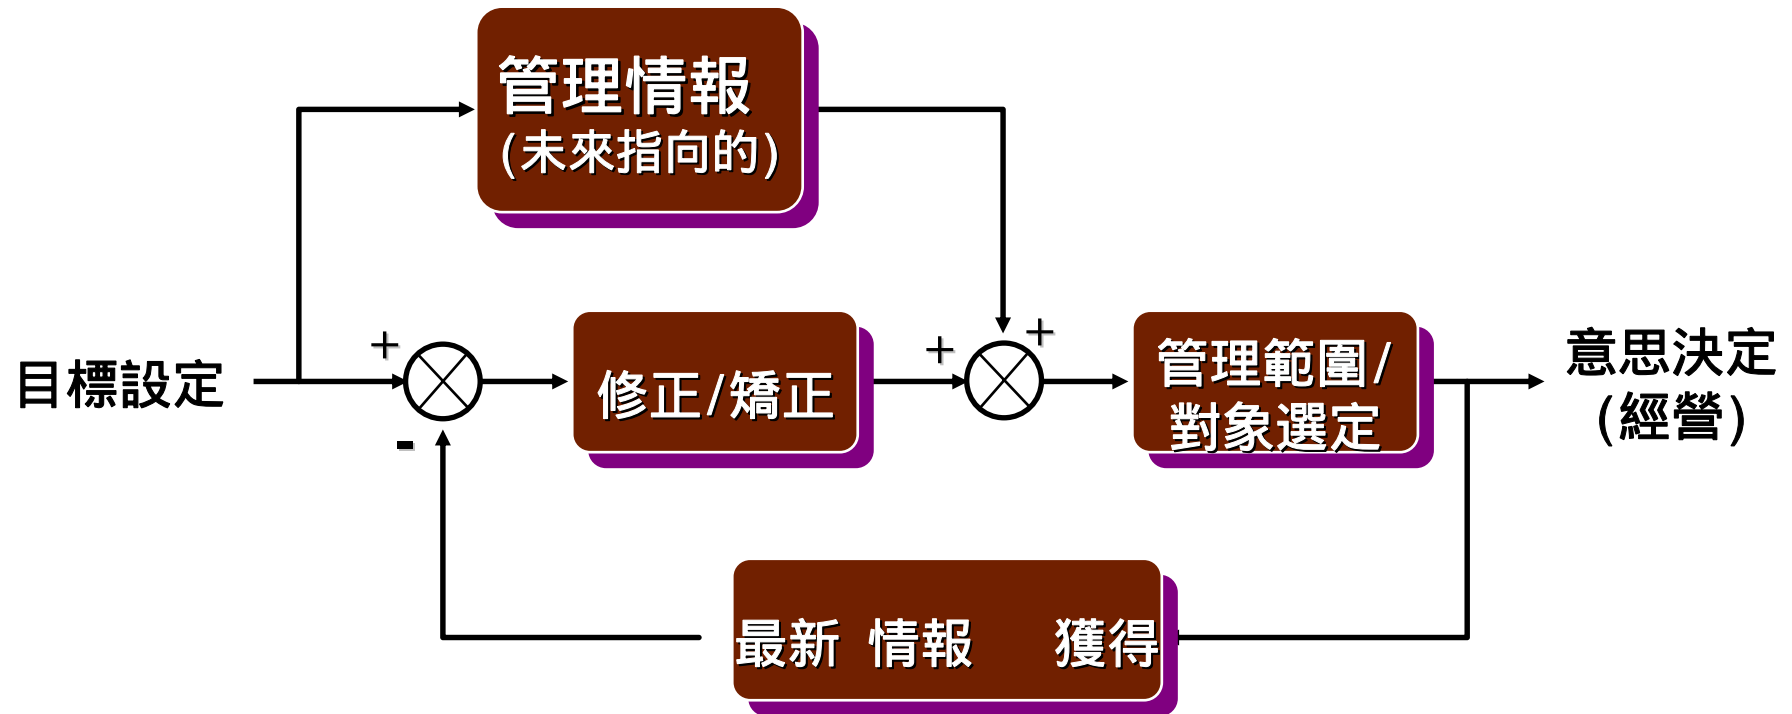 管理情報
(未來指向的)
+
+
+
目標設定
修正/矯正
管理範圍/
對象選定
意思決定
(經營)
-
最新 情報 獲得